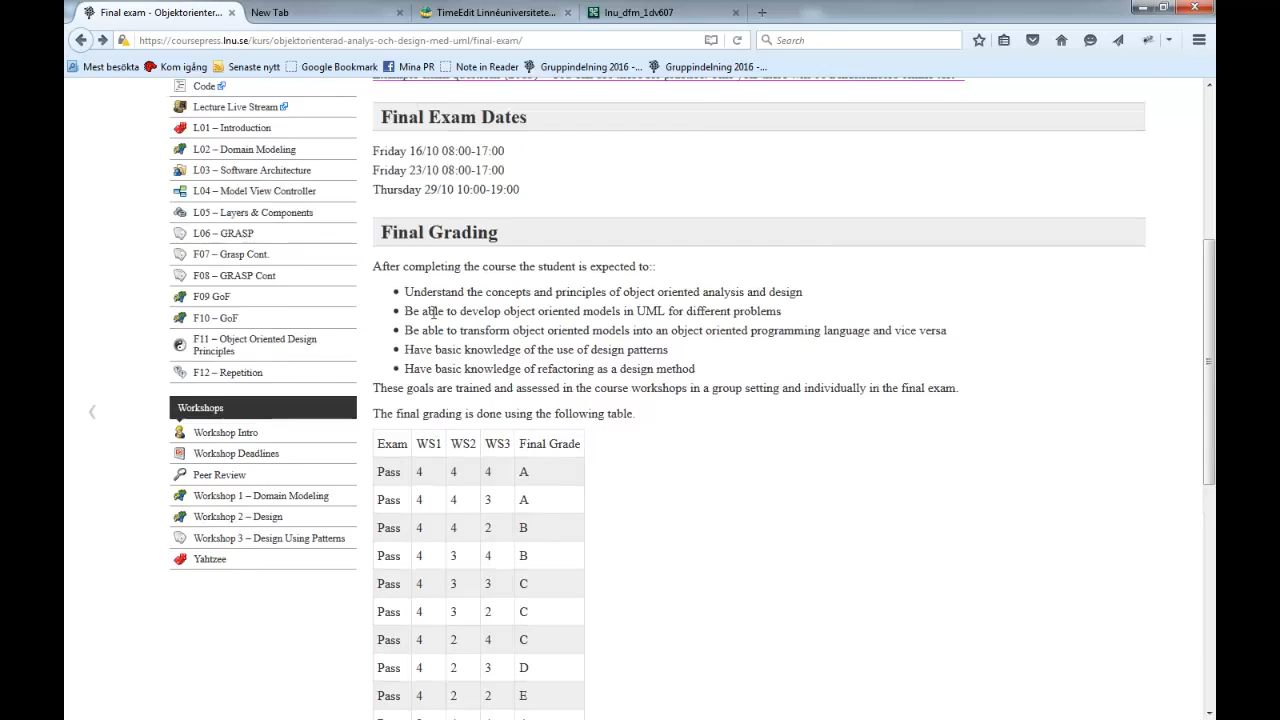 Final exam - Objektorienter...
New Tab
TimeEdit Linnéuniversitete...
lnu_dfm_1dv607
https://coursepress.lnu.se/kurs/objektorienterad-analys-och-design-med-uml/final-exam/
Search
Mest besökta
Kom igång
Senaste nytt
Google Bookmark
Mina PR
Note in Reader
Gruppindelning 2016 -...
Gruppindelning 2016 -...
Code
Lecture Live Stream
L01 – Introduction
L02 – Domain Modeling
L03 – Software Architecture
L04 – Model View Controller
L05 – Layers & Components
L06 – GRASP
F07 – Grasp Cont.
F08 – GRASP Cont
F09 GoF
F10 – GoF
F11 – Object Oriented Design
Principles
F12 – Repetition
Workshops
Workshop Intro
Workshop Deadlines
Peer Review
Workshop 1 – Domain Modeling
Workshop 2 – Design
Workshop 3 – Design Using Patterns
Yahtzee
Final Exam Dates
Friday 16/10 08:00-17:00
Friday 23/10 08:00-17:00
Thursday 29/10 10:00-19:00
Final Grading
After completing the course the student is expected to::
Understand the concepts and principles of object oriented analysis and design
Be able to develop object oriented models in UML for different problems
Be able to transform object oriented models into an object oriented programming language and vice versa
Have basic knowledge of the use of design patterns
Have basic knowledge of refactoring as a design method
These goals are trained and assessed in the course workshops in a group setting and individually in the final exam.
The final grading is done using the following table.
Exam WS1 WS2 WS3 Final Grade
Pass 4 4 4 A
Pass 4 4 3 A
Pass 4 4 2 B
Pass 4 3 4 B
Pass 4 3 3 C
Pass 4 3 2 C
Pass 4 2 4 C
Pass 4 2 3 D
Pass 4 2 2 E